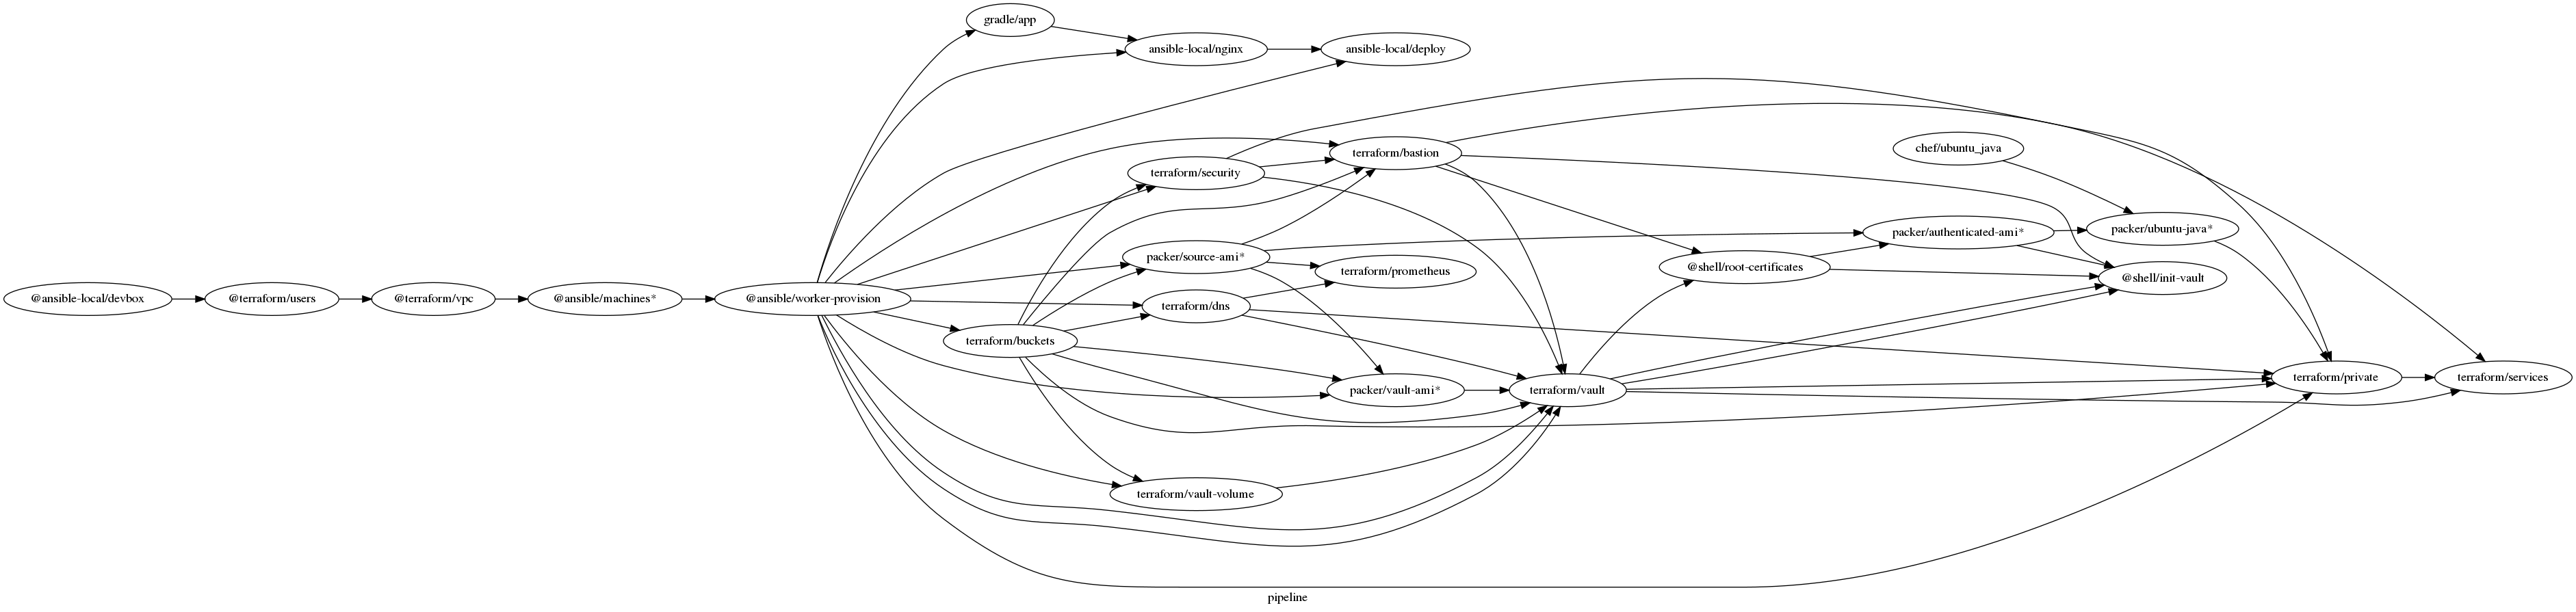 gradle/app
ansible-local/nginx
ansible-local/deploy
terraform/bastion
chef/ubuntu_java
terraform/security
packer/source-ami*
packer/authenticated-ami*
packer/ubuntu-java*
terraform/prometheus
@shell/root-certificates
@shell/init-vault
@ansible-local/devbox
@terraform/users
@terraform/vpc
@ansible/machines*
@ansible/worker-provision
terraform/dns
terraform/buckets
packer/vault-ami*
terraform/vault
terraform/private
terraform/services
terraform/vault-volume
pipeline